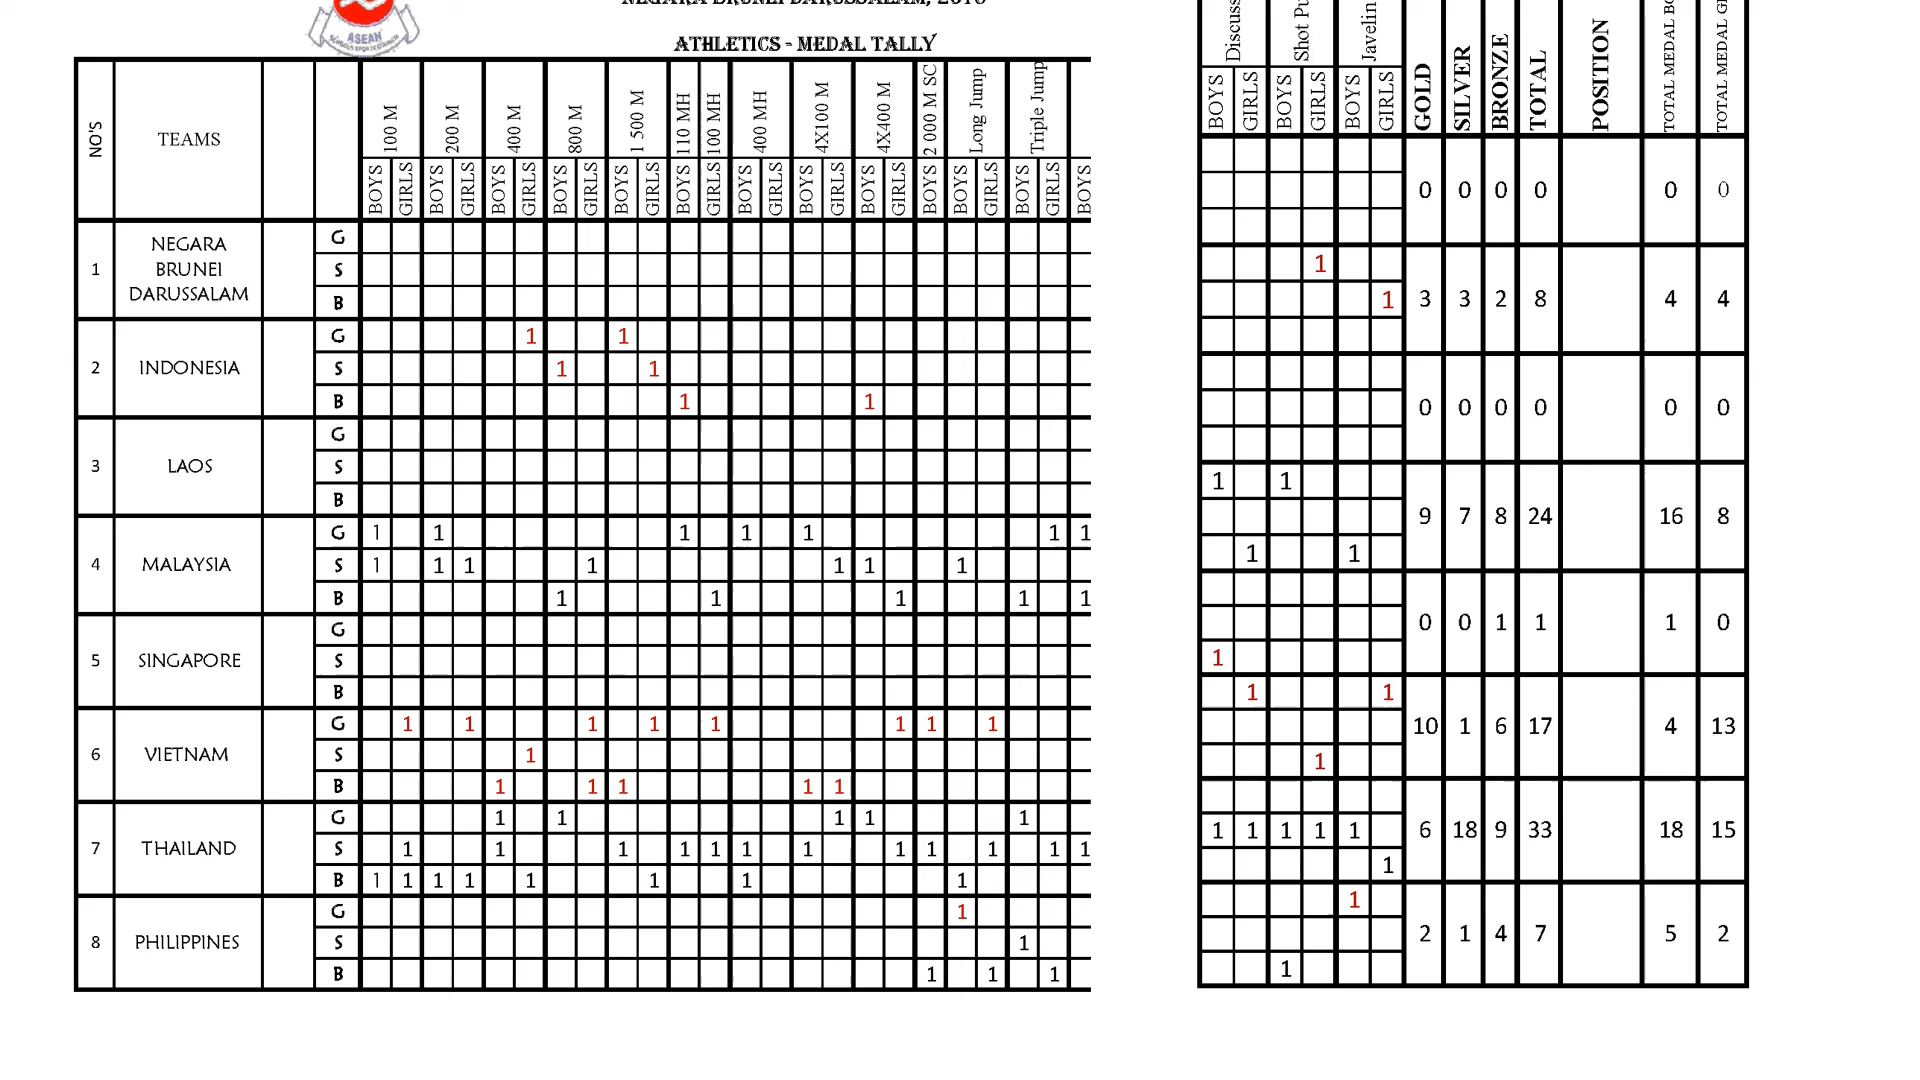 NEGARA BRUNEI DARUSSALAM, 2016
ASEAN
ATHLETICS - MEDAL TALLY
NO'S TEAMS 100 M 200 M 400 M 800 M 1 500 M 110 MH 100 MH 400 MH 4X100 M 4X400 M 2 000 M SC Long Jump Triple Jump
BOYS GIRLS BOYS GIRLS BOYS GIRLS BOYS GIRLS BOYS GIRLS BOYS GIRLS BOYS GIRLS BOYS GIRLS BOYS GIRLS BOYS BOYS GIRLS BOYS GIRLS BOYS
1 NEGARA BRUNEI DARUSSALAM
G
S
B
2 INDONESIA
G 1 1
S 1 1
B 1 1
3 LAOS
G
S
B
4 MALAYSIA
G 1 1 1 1 1 1 1
S 1 1 1 1 1 1 1
B 1 1 1 1 1
5 SINGAPORE
G
S
B
6 VIETNAM
G 1 1 1 1 1 1 1 1
S 1
B 1 1 1 1 1
7 THAILAND
G 1 1 1 1 1
S 1 1 1 1 1 1 1 1 1 1 1 1
B 1 1 1 1 1 1 1 1
8 PHILIPPINES
G 1
S 1
B 1 1 1
Discuss Shot Pu Javelin GOLD SILVER BRONZE TOTAL POSITION TOTAL MEDAL BO TOTAL MEDAL GI
BOYS GIRLS BOYS GIRLS BOYS GIRLS
0 0 0 0 0 0
1
1 3 3 2 8 4 4
0 0 0 0 0 0
1 1
9 7 8 24 16 8
1 1
0 0 1 1 1 0
1
1 1
10 1 6 17 4 13
1
1 1 1 1 1 6 18 9 33 18 15
1
1
2 1 4 7 5 2
1